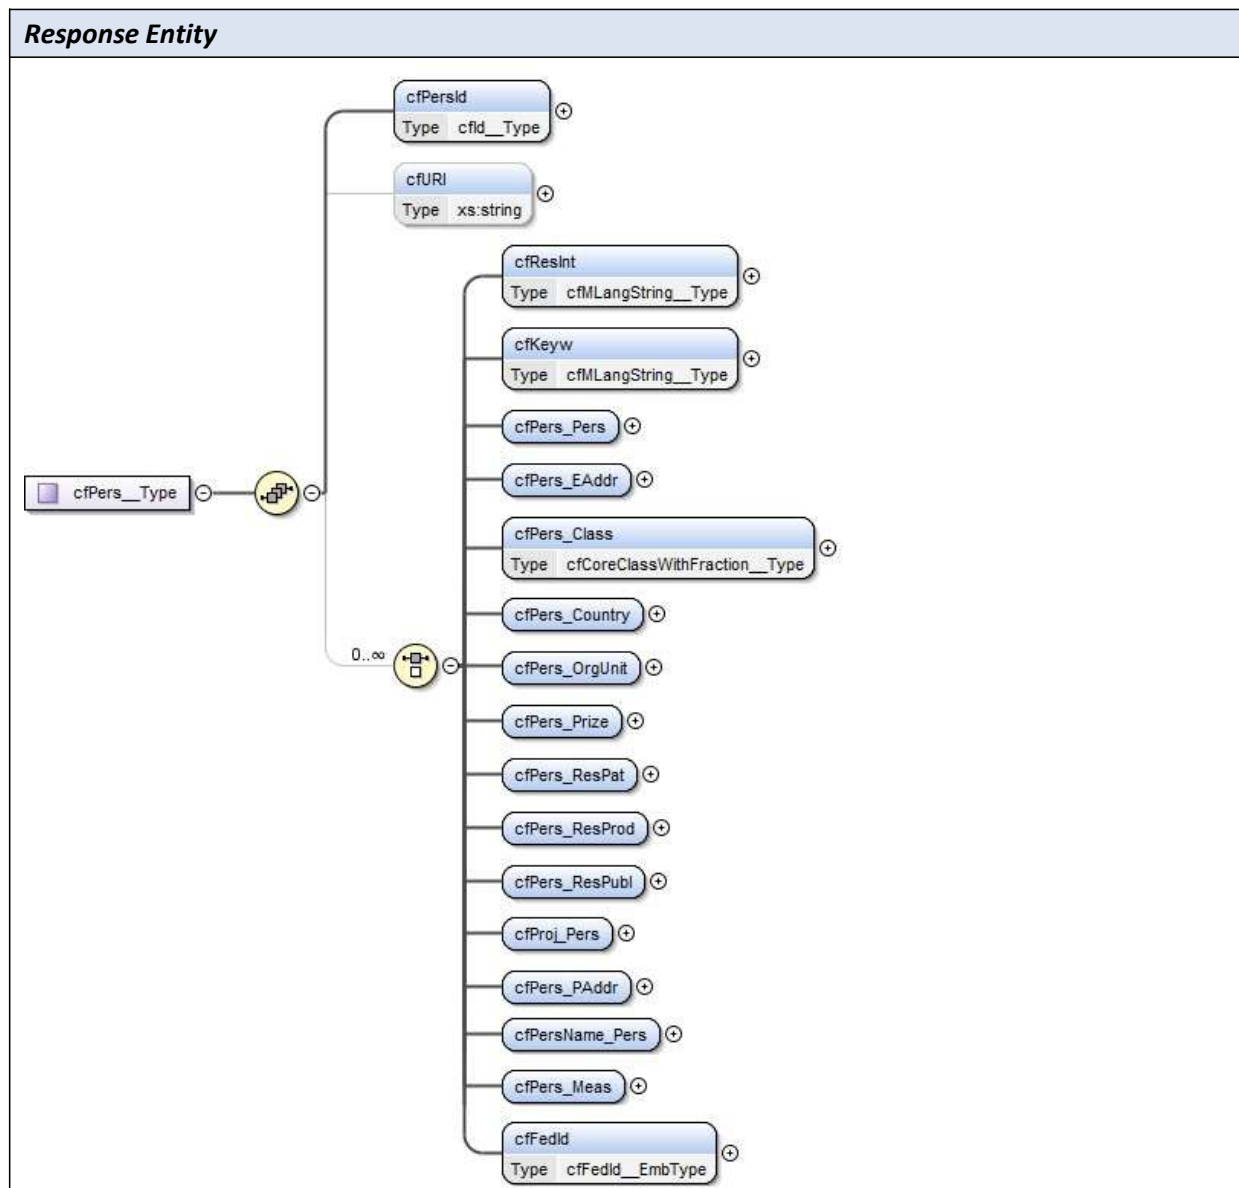 Response Entity
cfPersId
Type cfId__Type
cfURI
Type xs:string
cfResInt
Type cfMLangString__Type
cfKeyw
Type cfMLangString__Type
cfPers_Pers
cfPers_EAddr
cfPers__Type
cfPers_Class
Type cfCoreClassWithFraction__Type
cfPers_Country
0..∞
cfPers_OrgUnit
cfPers_Prize
cfPers_ResPat
cfPers_ResProd
cfPers_ResPubl
cfProj_Pers
cfPers_PAddr
cfPersName_Pers
cfPers_Meas
cfFedId
Type cfFedId__EmbType